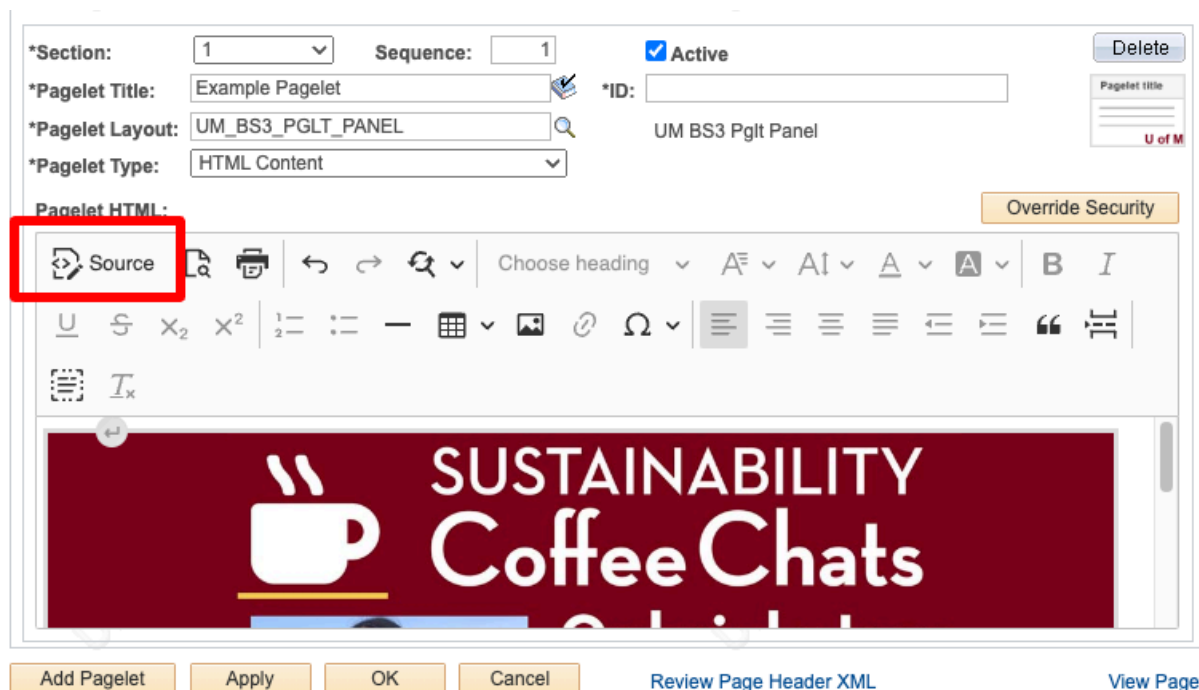 *Section: 1 Sequence: 1 Active Delete
*Pagelet Title: Example Pagelet *ID:
Pagelet title
*Pagelet Layout: UM_BS3_PGLT_PANEL UM BS3 Pglt Panel
U of M
*Pagelet Type: HTML Content
Pagelet HTML: Override Security
Source Choose heading
SUSTAINABILITY
Coffee Chats
Add Pagelet Apply OK Cancel Review Page Header XML View Page